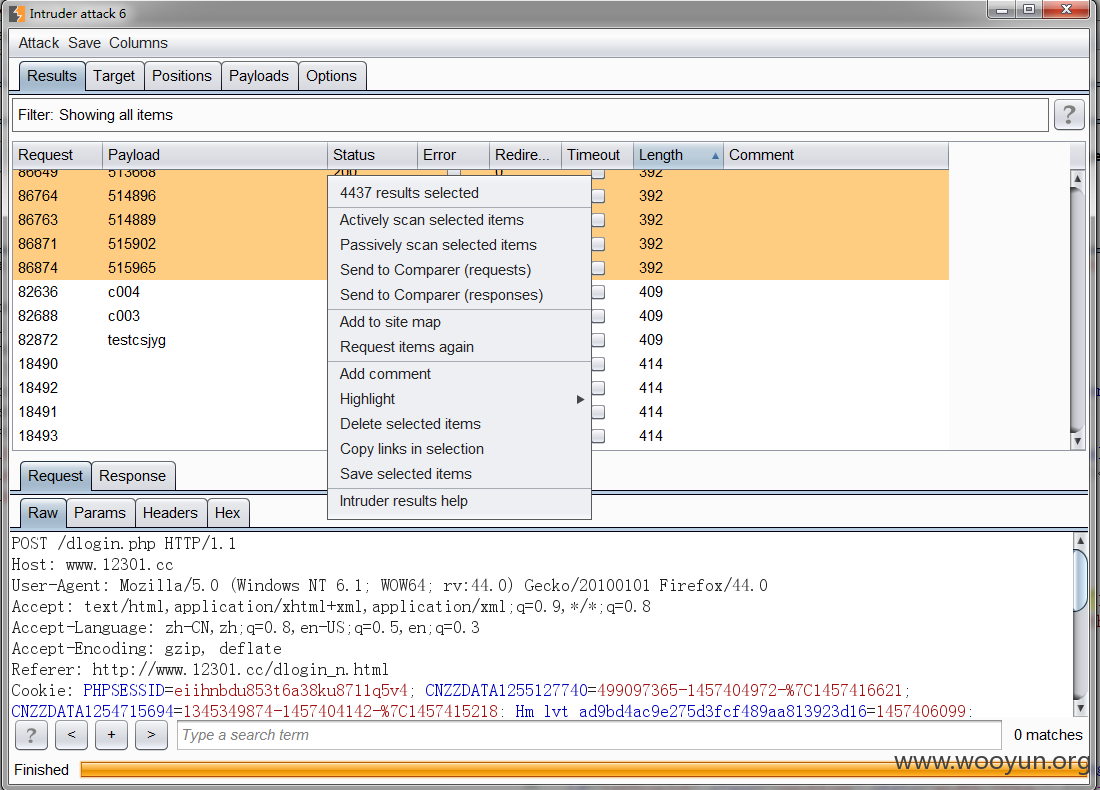 Intruder attack 6
Attack Save Columns
Results Target Positions Payloads Options
Filter: Showing all items ?
Request Payload Status Error Redire... Timeout Length Comment
86649 513668 200 0 392
86764 514896 392
86763 514889 392
86871 515902 392
86874 515965 392
82636 c004 409
82688 c003 409
82872 testcsjyg 409
18490 414
18492 414
18491 414
18493 414
4437 results selected
Actively scan selected items
Passively scan selected items
Send to Comparer (requests)
Send to Comparer (responses)
Add to site map
Request items again
Add comment
Highlight
Delete selected items
Copy links in selection
Save selected items
Intruder results help
Request Response
Raw Params Headers Hex
POST /dlogin.php HTTP/1.1
Host: www.12301.cc
User-Agent: Mozilla/5.0 (Windows NT 6.1; WOW64; rv:44.0) Gecko/20100101 Firefox/44.0
Accept: text/html,application/xhtml+xml,application/xml;q=0.9,*/*;q=0.8
Accept-Language: zh-CN,zh;q=0.8,en-US;q=0.5,en;q=0.3
Accept-Encoding: gzip, deflate
Referer: http://www.12301.cc/dlogin_n.html
Cookie: PHPSESSID=eiihnbdu853t6a38ku8711q5v4; CNZZDATA1255127740=499097365-1457404972-%7C1457416621;
CNZZDATA1254715694=1345349874-1457404142-%7C1457415218; Hm_lvt_ad9bd4ac9e275d3fcf489aa813923d16=1457406099;
? < + > Type a search term 0 matches
Finished
www.wooyun.org